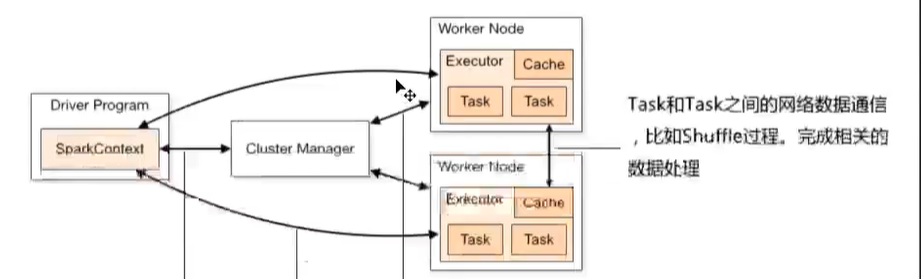 Worker Node
Executor
Cache
Task
Task
Driver Program
SparkContext
Cluster Manager
Worker Node
Executor
Cache
Task
Task
Task和Task之间的网络数据通信
，比如Shuffle过程。完成相关的
数据处理